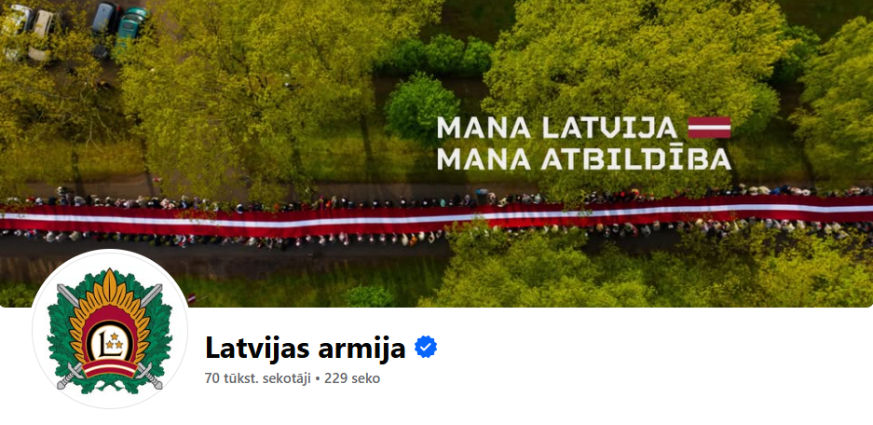 MANA LATVIJA
MANA ATBILDĪBA
L
Latvijas armija
70 tūkst. sekotāji • 229 seko